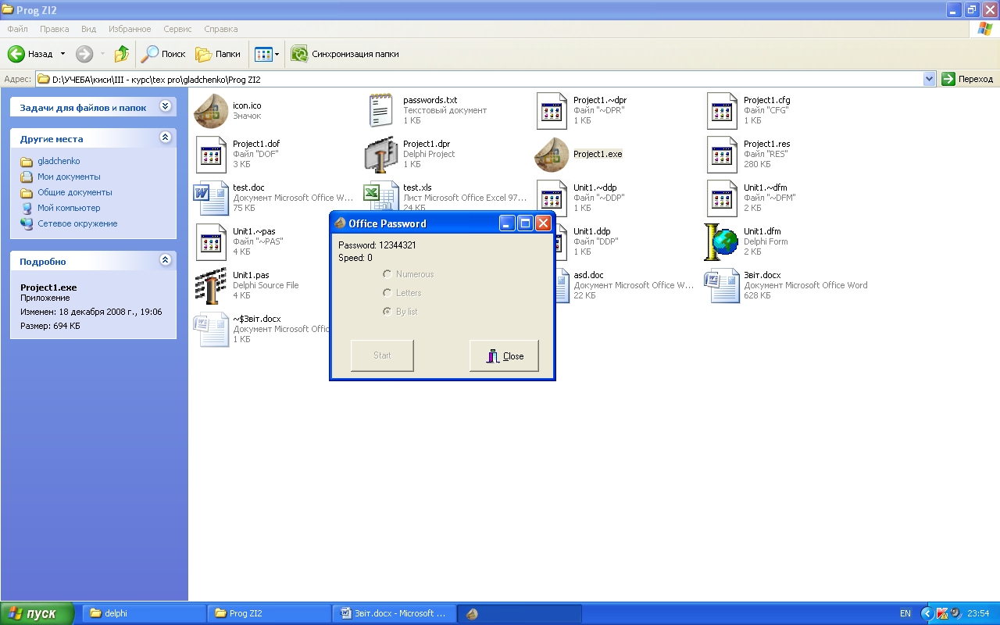 Prog ZI2
Файл Правка Вид Избранное Сервис Справка
Назад Поиск Папки Синхронизация папки
Адрес: D:\УЧЕБА\киси\III - курс\tex pro\gladchenko\Prog ZI2 Переход
Задачи для файлов и папок
Другие места
gladchenko
Мои документы
Общие документы
Мой компьютер
Сетевое окружение
Подробно
Project1.exe
Приложение
Изменен: 18 декабря 2008 г., 19:06
Размер: 694 КБ
icon.ico
Значок
passwords.txt
Текстовый документ
1 КБ
Project1.~dpr
Файл "~DPR"
1 КБ
Project1.cfg
Файл "CFG"
1 КБ
Project1.dof
Файл "DOF"
3 КБ
Project1.dpr
Delphi Project
1 КБ
Project1.exe
Project1.res
Файл "RES"
280 КБ
test.doc
Документ Microsoft Office W...
75 КБ
test.xls
Лист Microsoft Office Excel 97...
24 КБ
Unit1.~ddp
Файл "~DDP"
1 КБ
Unit1.~dfm
Файл "~DFM"
2 КБ
Unit1.~pas
Файл "~PAS"
4 КБ
Unit1.ddp
Файл "DDP"
1 КБ
Unit1.dfm
Delphi Form
2 КБ
Unit1.pas
Delphi Source File
4 КБ
asd.doc
Документ Microsoft Office W...
22 КБ
Звіт.docx
Документ Microsoft Office Word
628 КБ
~$Звіт.docx
Документ Microsoft Offic
1 КБ
Office Password
Password: 12344321
Speed: 0
Numerous
Letters
By list
Start Close
пуск delphi Prog ZI2 Звіт.docx - Microsoft ... EN 23:54